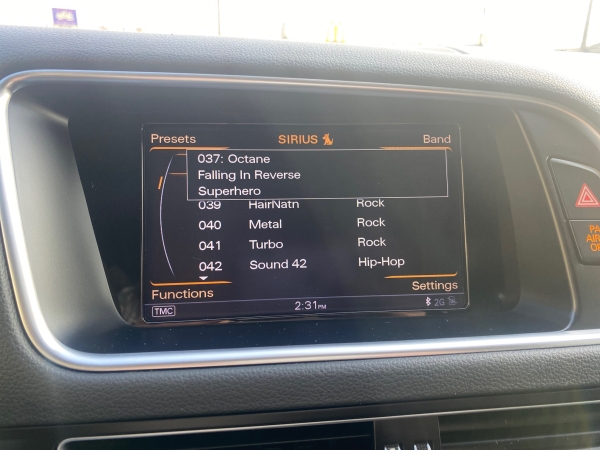 Presets SIRIUS Band
037: Octane
Falling In Reverse
Superhero
039 HairNatn Rock
040 Metal Rock
041 Turbo Rock
042 Sound 42 Hip-Hop
Functions Settings
TMC 2:31PM 2G